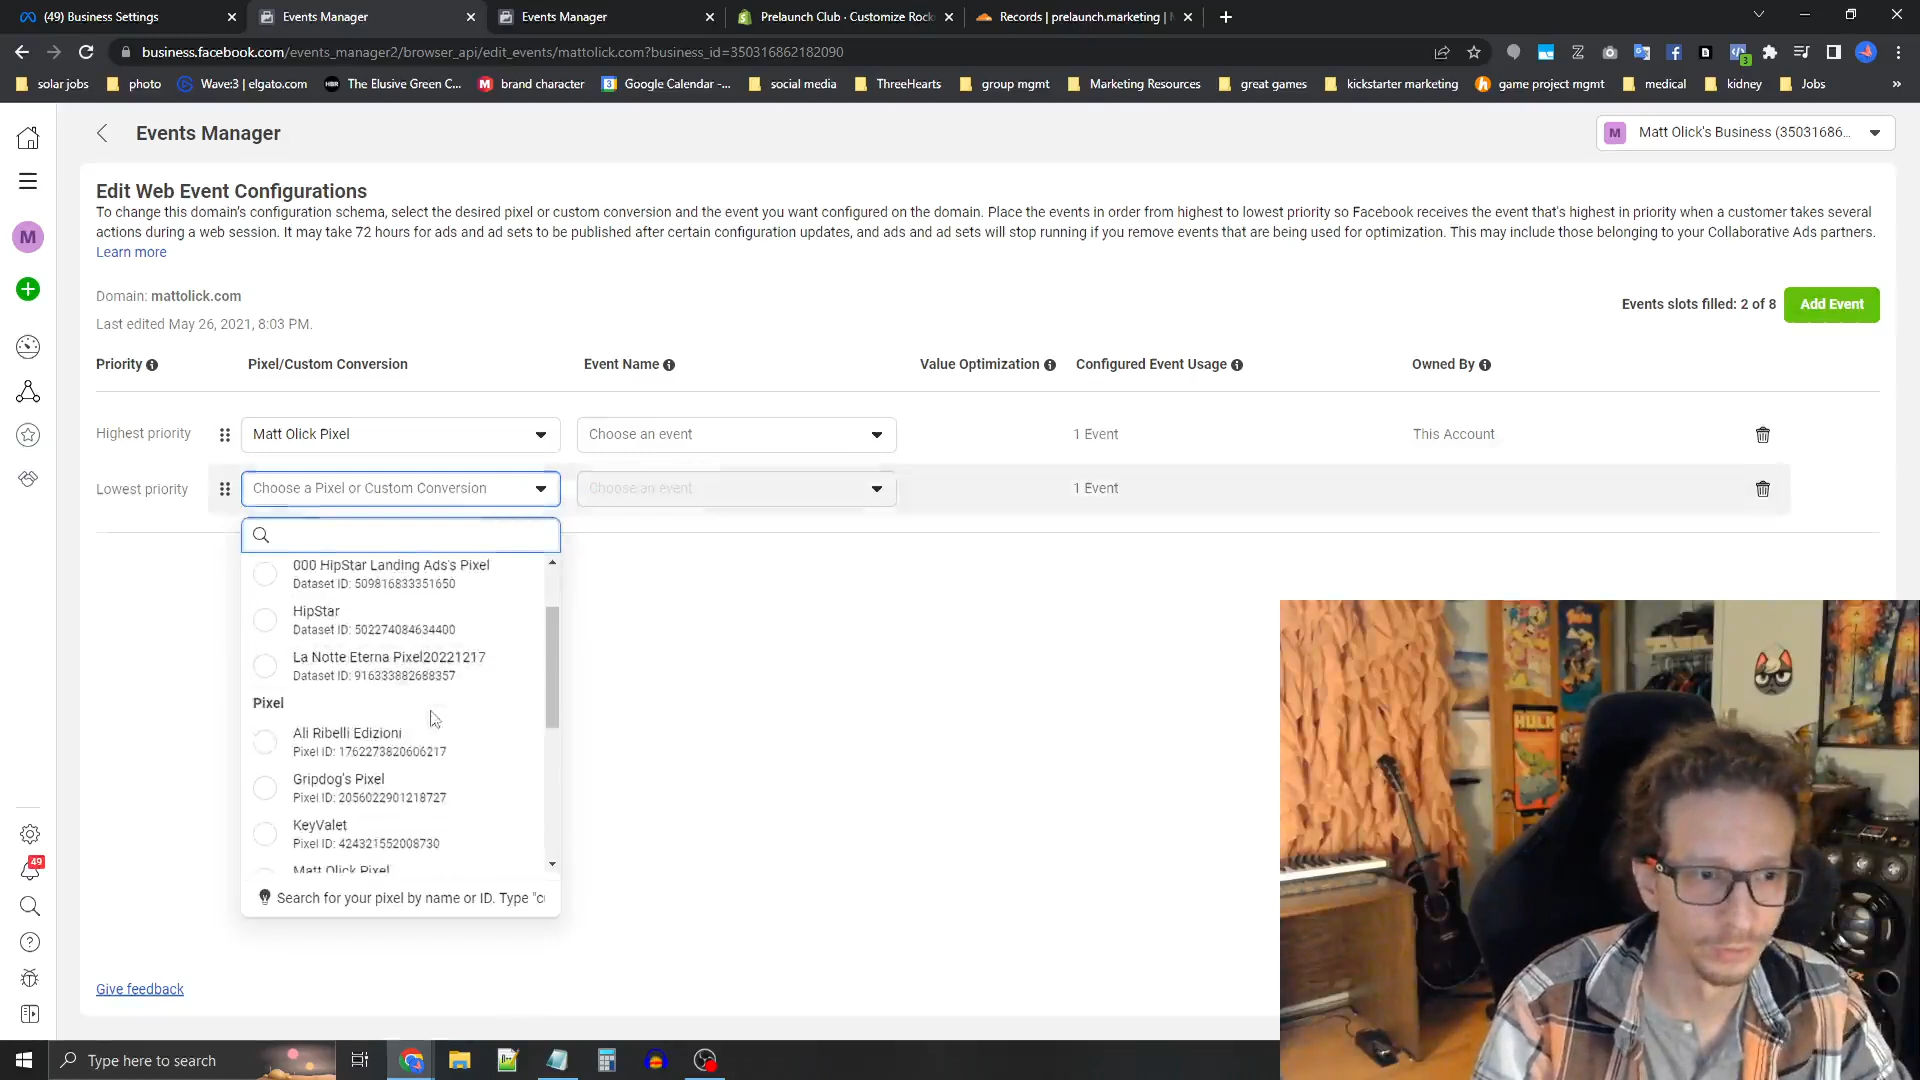 (49) Business Settings
Events Manager
Events Manager
Prelaunch Club · Customize Rock
Records | prelaunch.marketing |
business.facebook.com/events_manager2/browser_api/edit_events/mattolick.com?business_id=350316862182090
solar jobs
photo
Wave:3 | elgato.com
The Elusive Green C...
brand character
Google Calendar -...
social media
ThreeHearts
group mgmt
Marketing Resources
great games
kickstarter marketing
game project mgmt
medical
kidney
Jobs
Events Manager
M
Matt Olick's Business (35031686...
M
Edit Web Event Configurations
To change this domain's configuration schema, select the desired pixel or custom conversion and the event you want configured on the domain. Place the events in order from highest to lowest priority so Facebook receives the event that's highest in priority when a customer takes several
actions during a web session. It may take 72 hours for ads and ad sets to be published after certain configuration updates, and ads and ad sets will stop running if you remove events that are being used for optimization. This may include those belonging to your Collaborative Ads partners.
Learn more
Domain: mattolick.com
Last edited May 26, 2021, 8:03 PM.
Events slots filled: 2 of 8
Add Event
Priority
Pixel/Custom Conversion
Event Name
Value Optimization
Configured Event Usage
Owned By
Highest priority
Matt Olick Pixel
Choose an event
1 Event
This Account
Lowest priority
Choose a Pixel or Custom Conversion
Choose an event
1 Event
000 HipStar Landing Ads's Pixel
Dataset ID: 509816833351650
HipStar
Dataset ID: 502274084634400
La Notte Eterna Pixel20221217
Dataset ID: 916333882688357
Pixel
Ali Ribelli Edizioni
Pixel ID: 1762273820606217
Gripdog's Pixel
Pixel ID: 2056022901218727
KeyValet
Pixel ID: 424321552008730
Matt Olick Pixel
Search for your pixel by name or ID. Type "c
Give feedback
49
HULK
Type here to search